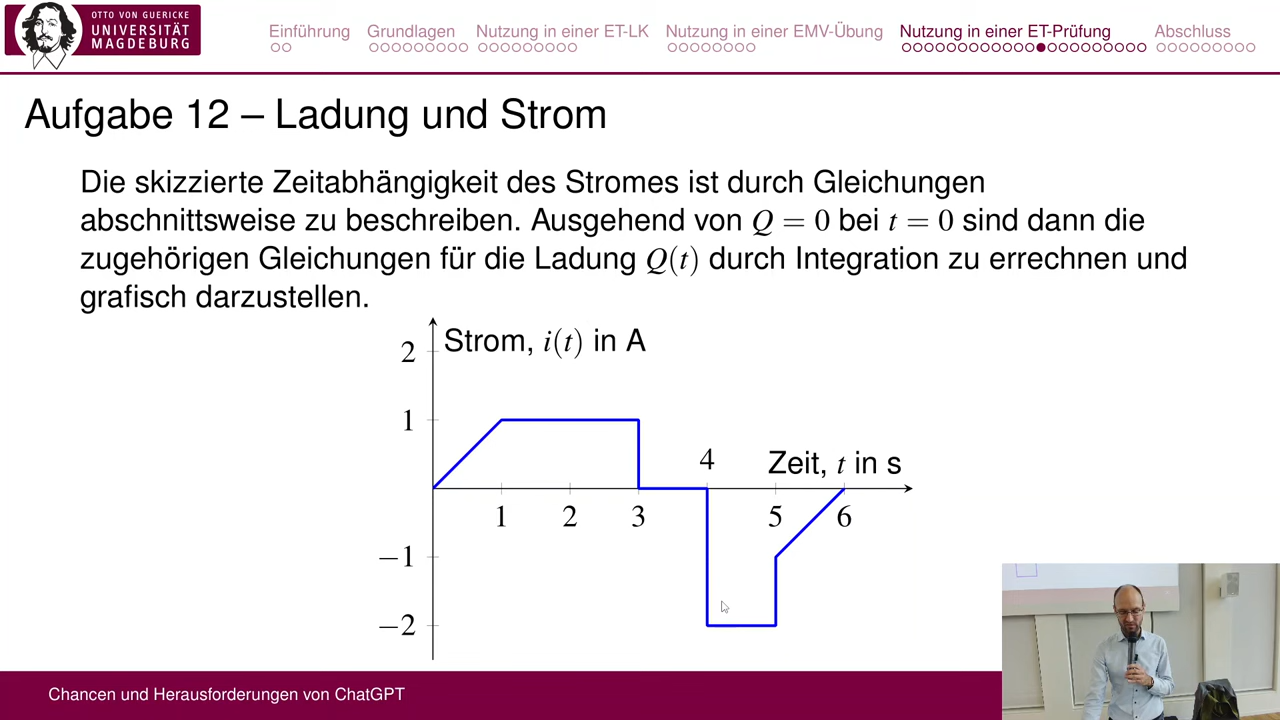 OTTO VON GUERICKE
UNIVERSITÄT
MAGDEBURG
Einführung
Grundlagen
Nutzung in einer ET-LK
Nutzung in einer EMV-Übung
Nutzung in einer ET-Prüfung
Abschluss
Aufgabe 12 – Ladung und Strom
Die skizzierte Zeitabhängigkeit des Stromes ist durch Gleichungen
abschnittsweise zu beschreiben. Ausgehend von Q = 0 bei t = 0 sind dann die
zugehörigen Gleichungen für die Ladung Q(t) durch Integration zu errechnen und
grafisch darzustellen.
Strom, i(t) in A
2
1
4
Zeit, t in s
1 2 3 5 6
−1
−2
Chancen und Herausforderungen von ChatGPT